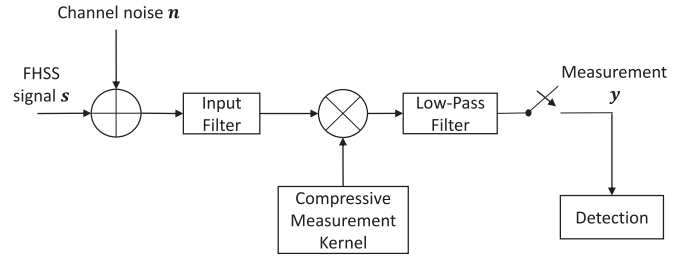 Channel noise n
FHSS
signal s
Input
Filter
Low-Pass
Filter
Measurement
y
Compressive
Measurement
Kernel
Detection